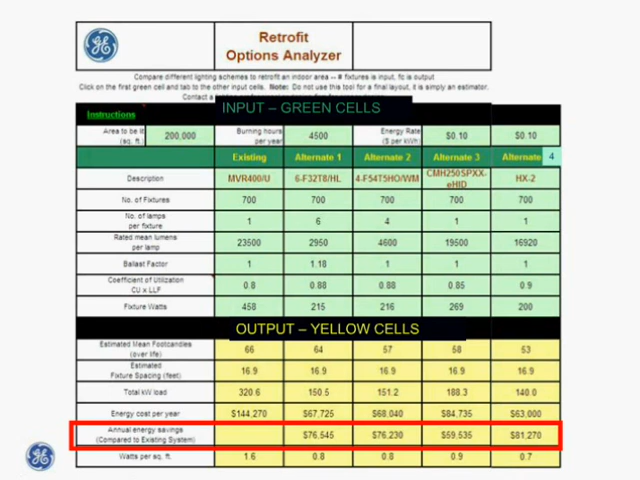 Retrofit
Options Analyzer
Compare different lighting schemes to retrofit an indoor area -- # fixtures is input, fc is output
Click on the first green cell and tab to the other input cells. Note: Do not use this tool for a final layout, it is simply an estimator.
Contact a
INPUT – GREEN CELLS
Instructions
Area to be lit (sq. ft.) 200,000 Burning hours per year 4500 Energy Rate ($ per kWh) $0.10 $0.10
Existing Alternate 1 Alternate 2 Alternate 3 Alternate 4
Description MVR400/U 6-F32T8/HL 4-F54T5HO/WM CMH250SPXX-eHID HX-2
No. of Fixtures 700 700 700 700 700
No. of lamps per fixture 1 6 4 1 1
Rated mean lumens per lamp 23500 2950 4600 19500 16920
Ballast Factor 1 1.18 1 1 1
Coefficient of Utilization CU x LLF 0.8 0.88 0.88 0.85 0.9
Fixture Watts 458 215 216 269 200
OUTPUT – YELLOW CELLS
Estimated Mean Footcandles (over life) 66 64 57 58 53
Estimated Fixture Spacing (feet) 16.9 16.9 16.9 16.9 16.9
Total kW load 320.6 150.5 151.2 188.3 140.0
Energy cost per year $144,270 $67,725 $68,040 $84,735 $63,000
Annual energy savings (Compared to Existing System) $76,545 $76,230 $59,535 $81,270
Watts per sq. ft. 1.6 0.8 0.8 0.9 0.7